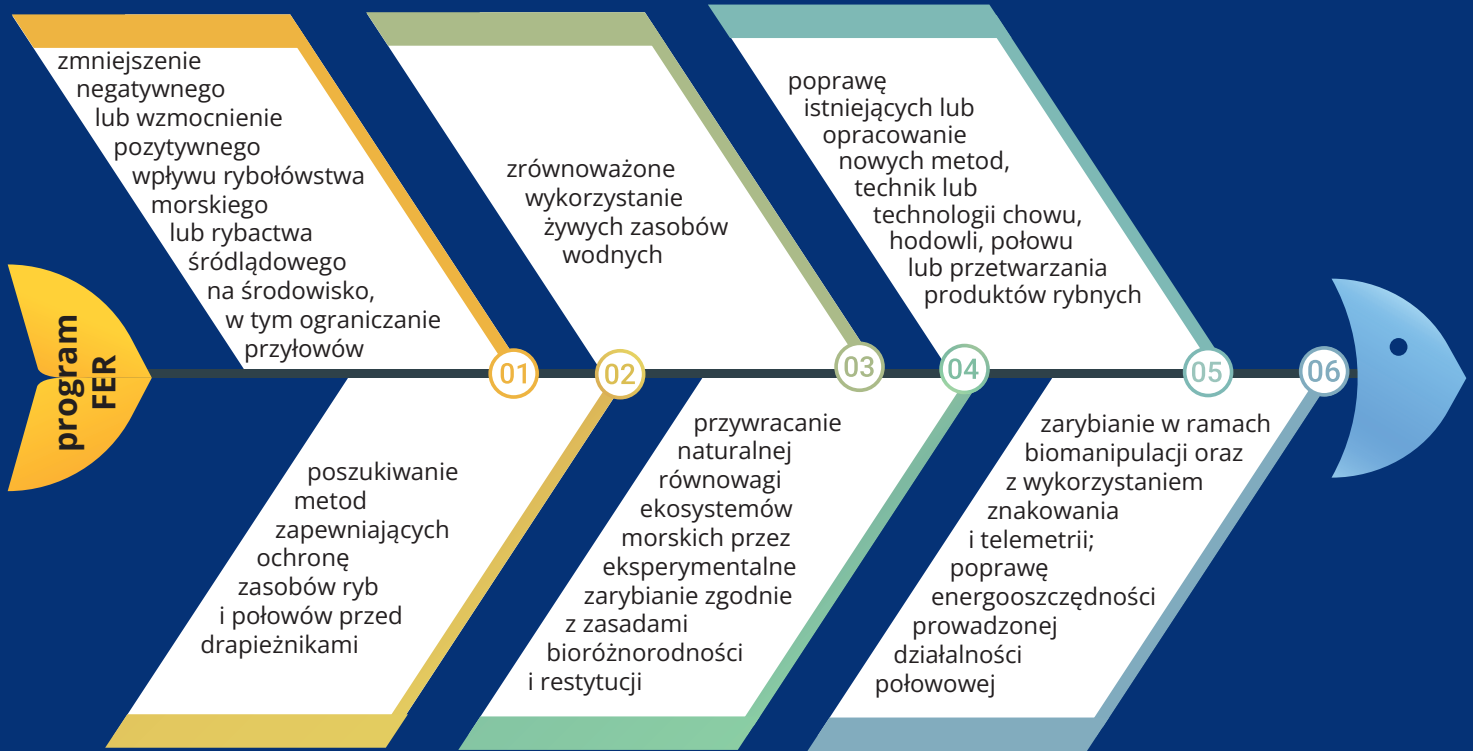 program
FER
zmniejszenie
negatywnego
lub wzmocnienie
pozytywnego
wpływu rybołówstwa
morskiego
lub rybactwa
śródlądowego
na środowisko,
w tym ograniczanie
przyłowów
01
poszukiwanie
metod
zapewniających
ochronę
zasobów ryb
i połowów przed
drapieżnikami
02
zrównoważone
wykorzystanie
żywych zasobów
wodnych
03
przywracanie
naturalnej
równowagi
ekosystemów
morskich przez
eksperymentalne
zarybianie zgodnie
z zasadami
bioróżnorodności
i restytucji
04
poprawę
istniejących lub
opracowanie
nowych metod,
technik lub
technologii chowu,
hodowli, połowu
lub przetwarzania
produktów rybnych
05
zarybianie w ramach
biomanipulacji oraz
z wykorzystaniem
znakowania
i telemetrii;
poprawę
energooszczędności
prowadzonej
działalności
połowowej
06